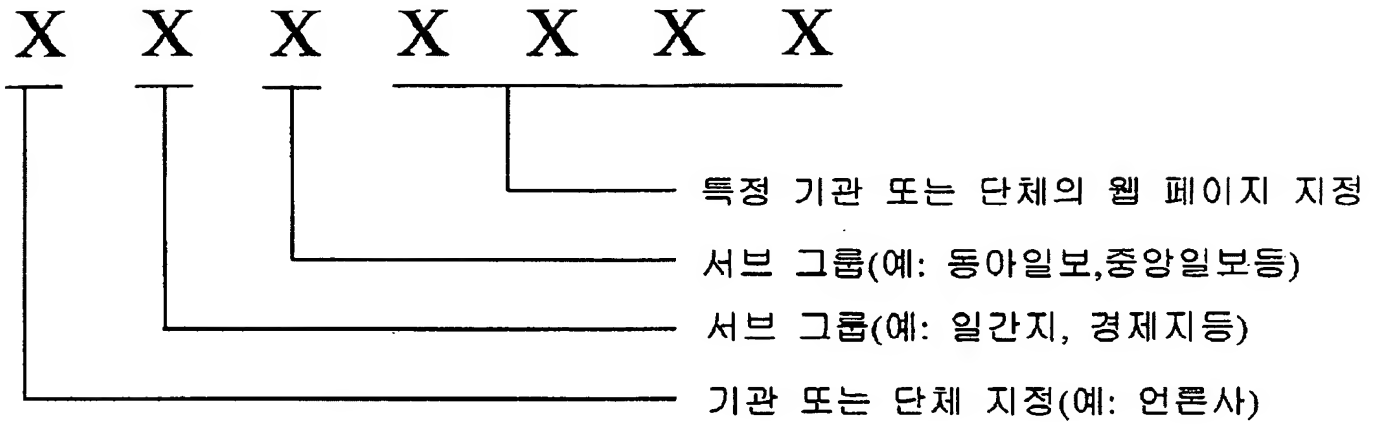 X X X X X X X
특정 기관 또는 단체의 웹 페이지 지정
서브 그룹(예: 동아일보,중앙일보등)
서브 그룹(예: 일간지, 경제지등)
기관 또는 단체 지정(예: 언론사)